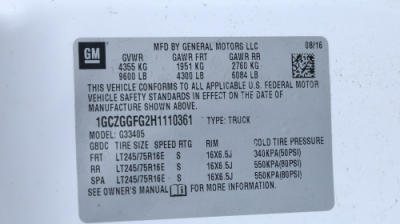 GM
MFD BY GENERAL MOTORS LLC 08/16
GVWR GAWR FRT GAWR RR
4355 KG 1951 KG 2760 KG
9600 LB 4300 LB 6084 LB
THIS VEHICLE CONFORMS TO ALL APPLICABLE U.S. FEDERAL MOTOR
VEHICLE SAFETY STANDARDS IN EFFECT ON THE DATE OF
MANUFACTURE SHOWN ABOVE.
1GCZGGFG2H1110361 TYPE: TRUCK
MODEL: G33405
GBDC TIRE SIZE SPEED RTG RIM COLD TIRE PRESSURE
FRT LT245/75R16E S 16X6.5J 340KPA(50PSI)
RR LT245/75R16E S 16X6.5J 550KPA(80PSI)
SPA LT245/75R16E S 16X6.5J 550KPA(80PSI)
SEE OWNER'S MANUAL FOR MORE INFORMATION.